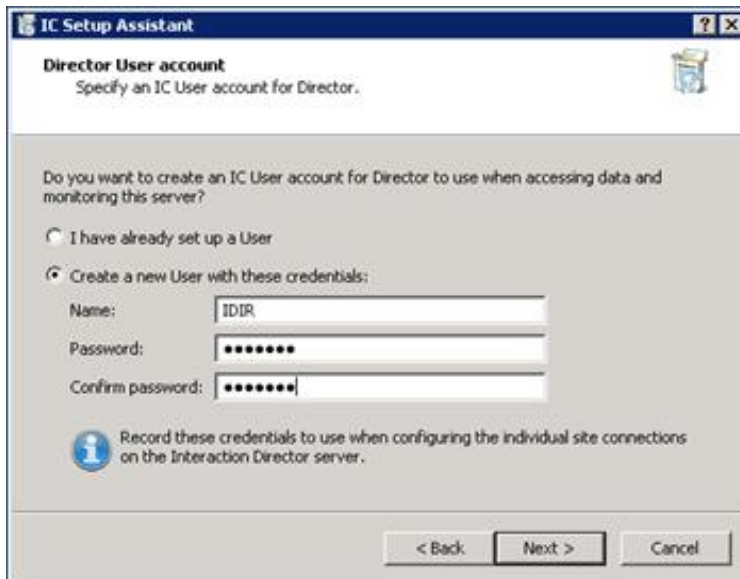 IC Setup Assistant
Director User account
Specify an IC User account for Director.
Do you want to create an IC User account for Director to use when accessing data and
monitoring this server?
I have already set up a User
Create a new User with these credentials:
Name: IDIR
Password: •••••••
Confirm password: •••••••
Record these credentials to use when configuring the individual site connections
on the Interaction Director server.
< Back Next > Cancel